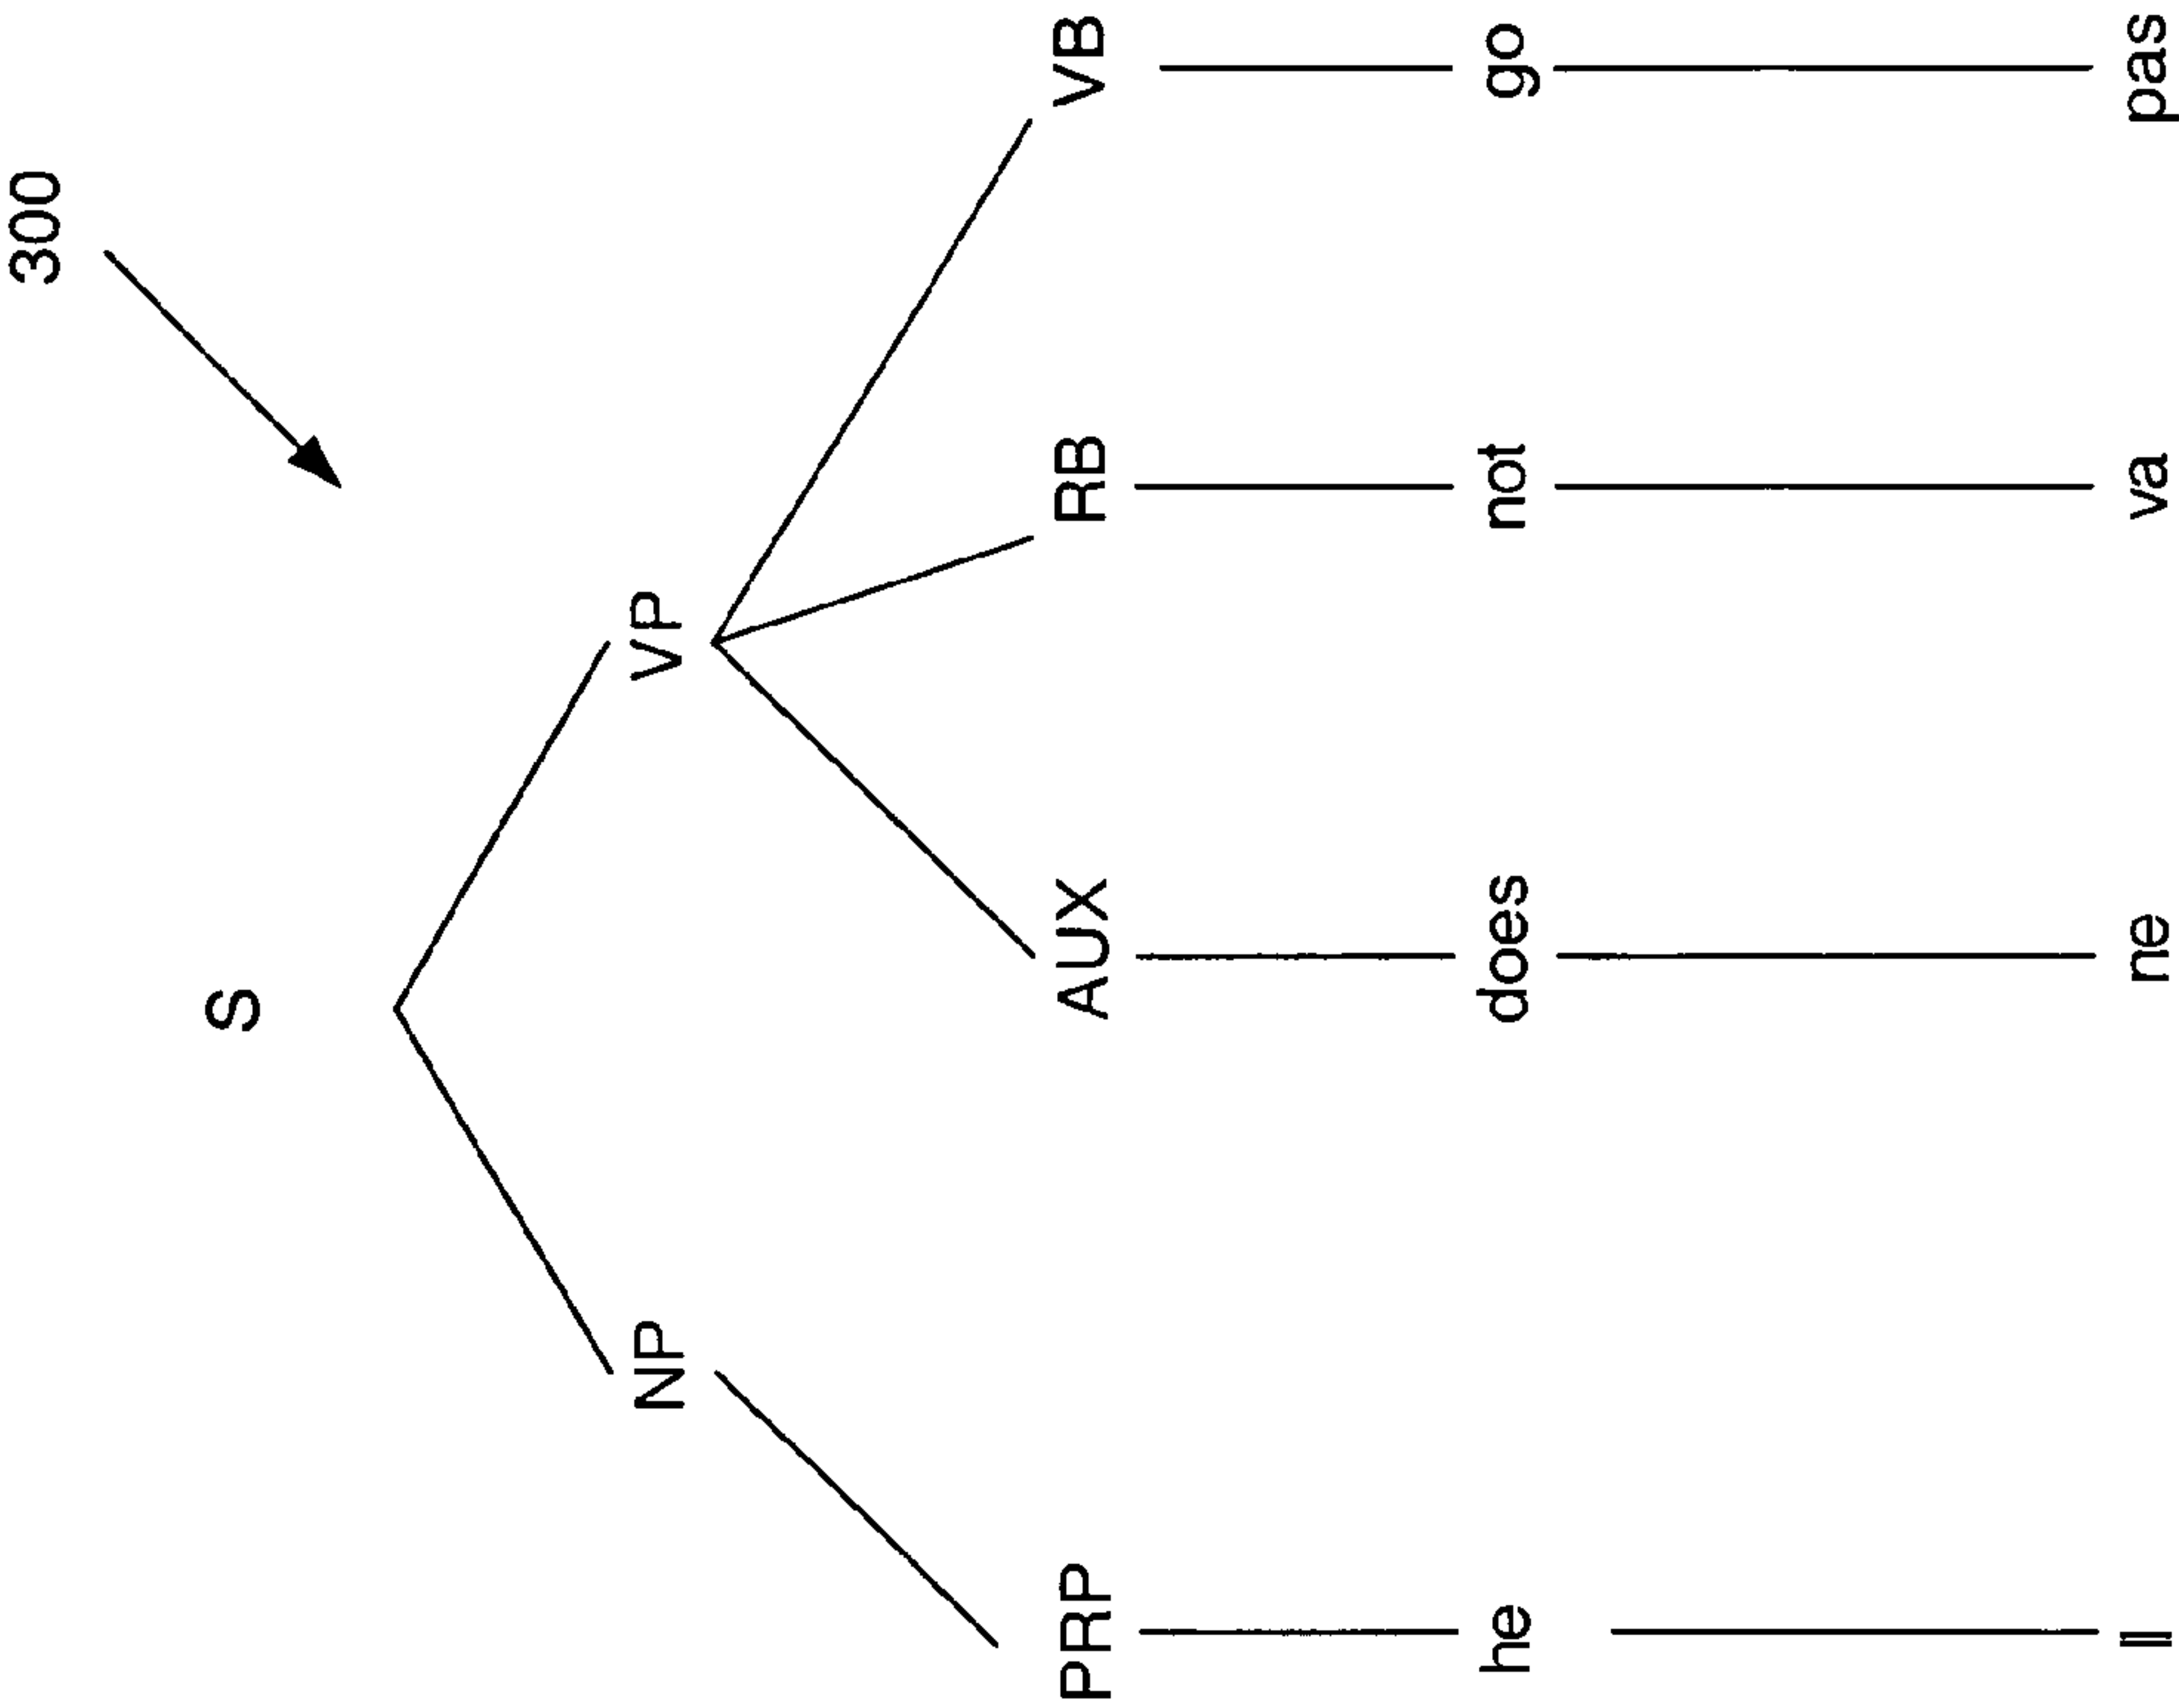 300
S
NP VP
PRP AUX RB VB
he does not go
Il ne va pas